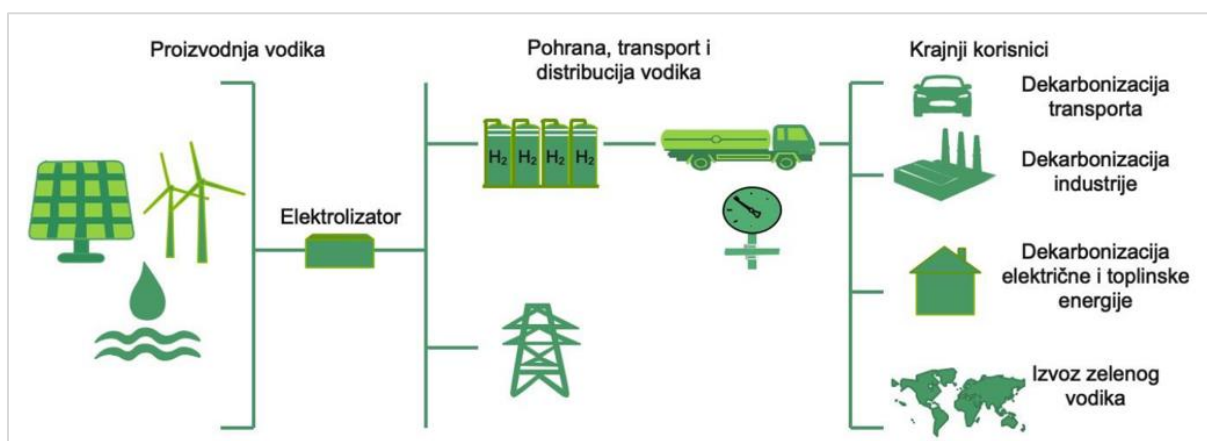 Proizvodnja vodika
Pohrana, transport i
distribucija vodika
Krajnji korisnici
Elektrolizator
H₂ H₂ H₂ H₂
Dekarbonizacija
transporta
Dekarbonizacija
industrije
Dekarbonizacija
električne i toplinske
energije
Izvoz zelenog
vodika